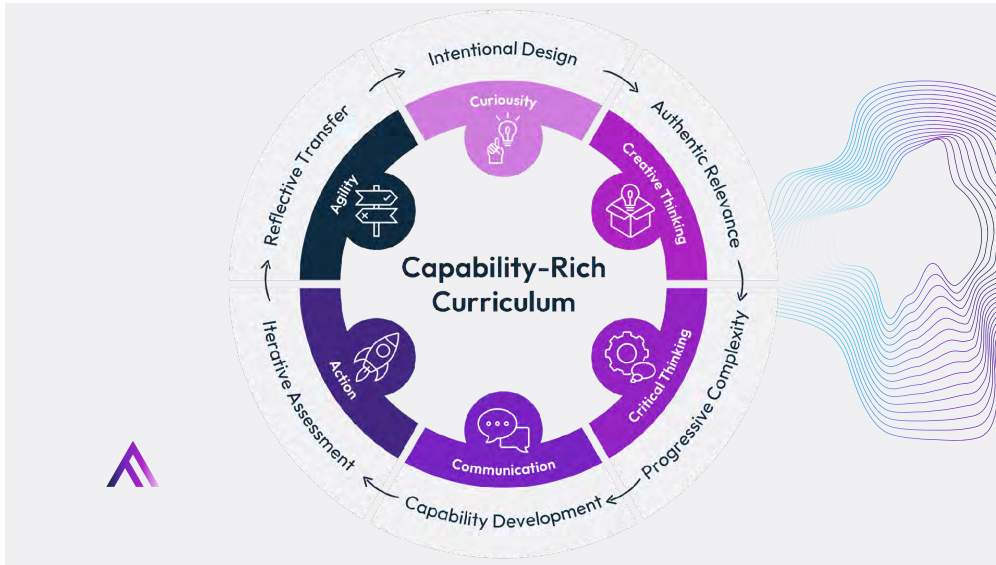 Intentional Design
Authentic Relevance
Progressive Complexity
Capability Development
Iterative Assessment
Reflective Transfer
Curiousity
Creative Thinking
Critical Thinking
Communication
Action
Agility
Capability-Rich
Curriculum